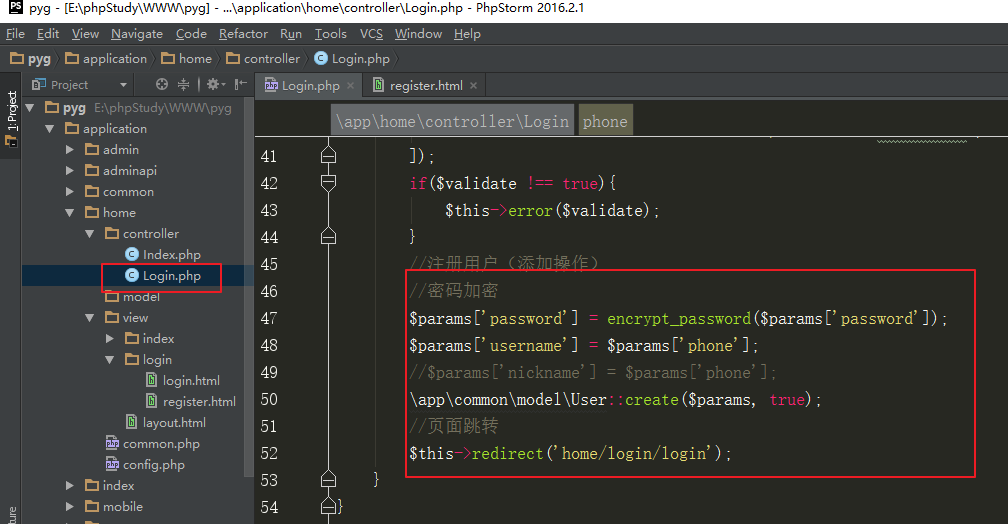 PS pyg - [E:\phpStudy\WWW\pyg] - ...\application\home\controller\Login.php - PhpStorm 2016.2.1
File Edit View Navigate Code Refactor Run Tools VCS Window Help
pyg application home controller Login.php
1: Project
Project
Login.php register.html
\app\home\controller\Login phone
pyg E:\phpStudy\WWW\pyg
application
admin
adminapi
common
home
controller
Index.php
Login.php
model
view
index
login
login.html
register.html
layout.html
common.php
config.php
index
mobile
41 ]);
42 if($validate !== true){
43 $this->error($validate);
44 }
45 //注册用户（添加操作）
46 //密码加密
47 $params['password'] = encrypt_password($params['password']);
48 $params['username'] = $params['phone'];
49 //$params['nickname'] = $params['phone'];
50 \app\common\model\User::create($params, true);
51 //页面跳转
52 $this->redirect('home/login/login');
53 }
54 }